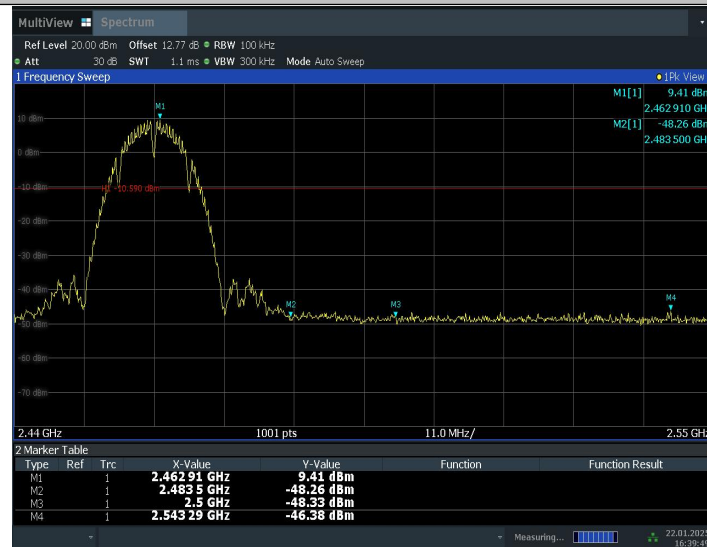 MultiView Spectrum
Ref Level 20.00 dBm Offset 12.77 dB RBW 100 kHz
Att 30 dB SWT 1.1 ms VBW 300 kHz Mode Auto Sweep
1 Frequency Sweep 1Pk View
M1[1] 9.41 dBm
2.462 910 GH
M2[1] -48.26 dBm
2.483 500 GH
M1
10 dBm
0 dBm
-10 dBm
H1 -10.590 dBm
-20 dBm
-30 dBm
-40 dBm
M2 M3 M4
-50 dBm
-60 dBm
-70 dBm
2.44 GHz 1001 pts 11.0 MHz/ 2.55 GHz
2 Marker Table
Type Ref Trc X-Value Y-Value Function Function Result
M1 1 2.462 91 GHz 9.41 dBm
M2 1 2.483 5 GHz -48.26 dBm
M3 1 2.5 GHz -48.33 dBm
M4 1 2.543 29 GHz -46.38 dBm
Measuring... 22.01.2025
16:39:49